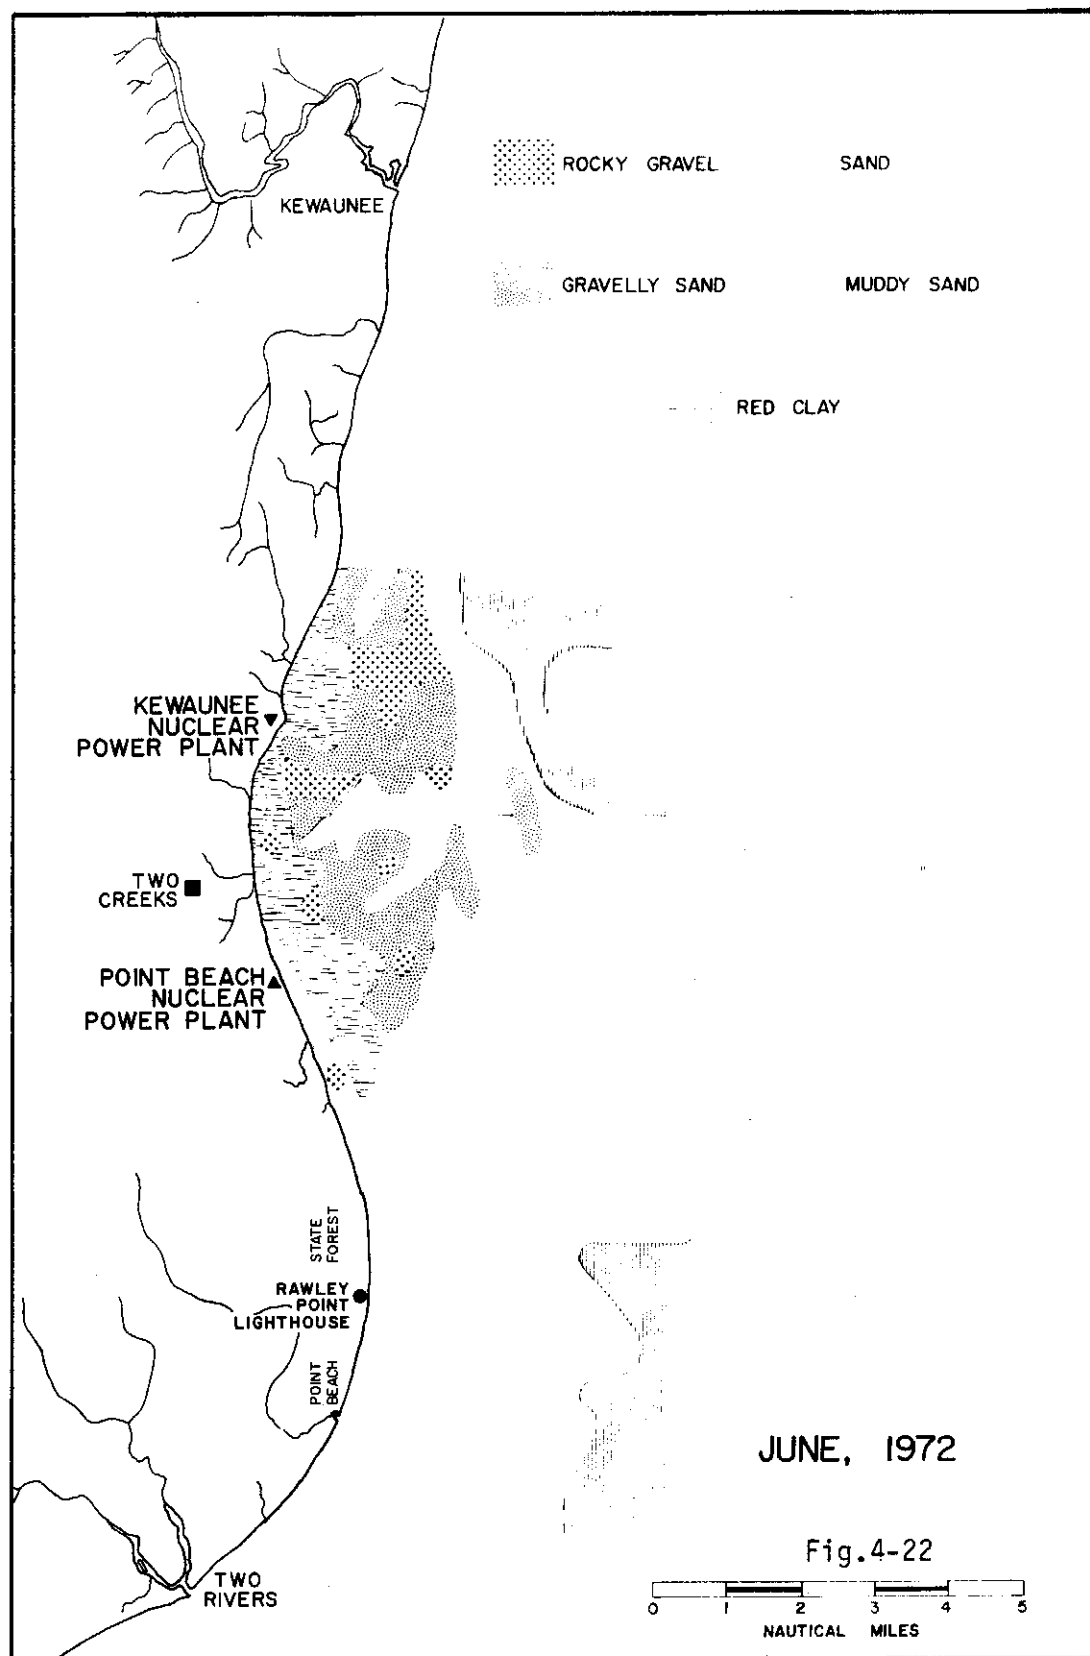 ROCKY GRAVEL
SAND
KEWAUNEE
GRAVELLY SAND
MUDDY SAND
RED CLAY
KEWAUNEE
NUCLEAR
POWER PLANT
TWO
CREEKS
POINT BEACH
NUCLEAR
POWER PLANT
STATE
FOREST
RAWLEY
POINT
LIGHTHOUSE
POINT
BEACH
JUNE, 1972
Fig.4-22
TWO
RIVERS
0 1 2 3 4 5
NAUTICAL MILES